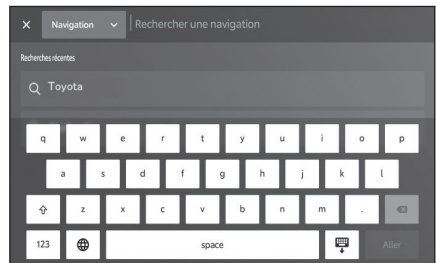 Navigation Rechercher une navigation
Recherches récentes
Toyota
q w e r t y u i o p
a s d f g h j k l
z x c v b n m .
123 space Aller